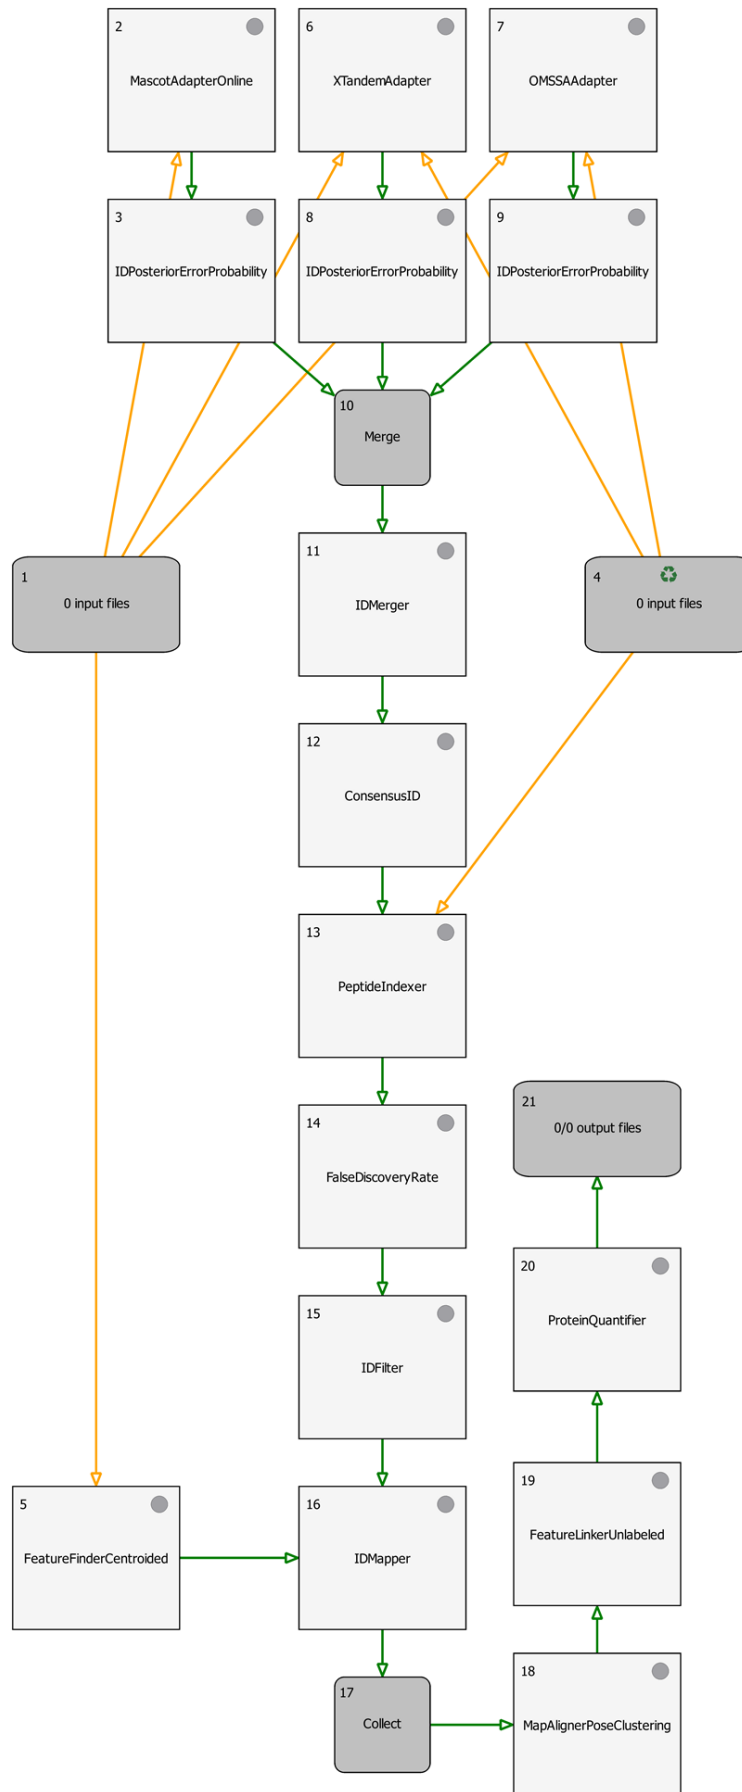 2
MascotAdapterOnline
6
XTandemAdapter
7
OMSSAAdapter
3
IDPosteriorErrorProbability
8
IDPosteriorErrorProbability
9
IDPosteriorErrorProbability
10
Merge
11
IDMerger
1
0 input files
4
0 input files
12
ConsensusID
13
PeptideIndexer
14
FalseDiscoveryRate
21
0/0 output files
15
IDFilter
20
ProteinQuantifier
5
FeatureFinderCentroided
16
IDMapper
19
FeatureLinkerUnlabeled
17
Collect
18
MapAlignerPoseClustering